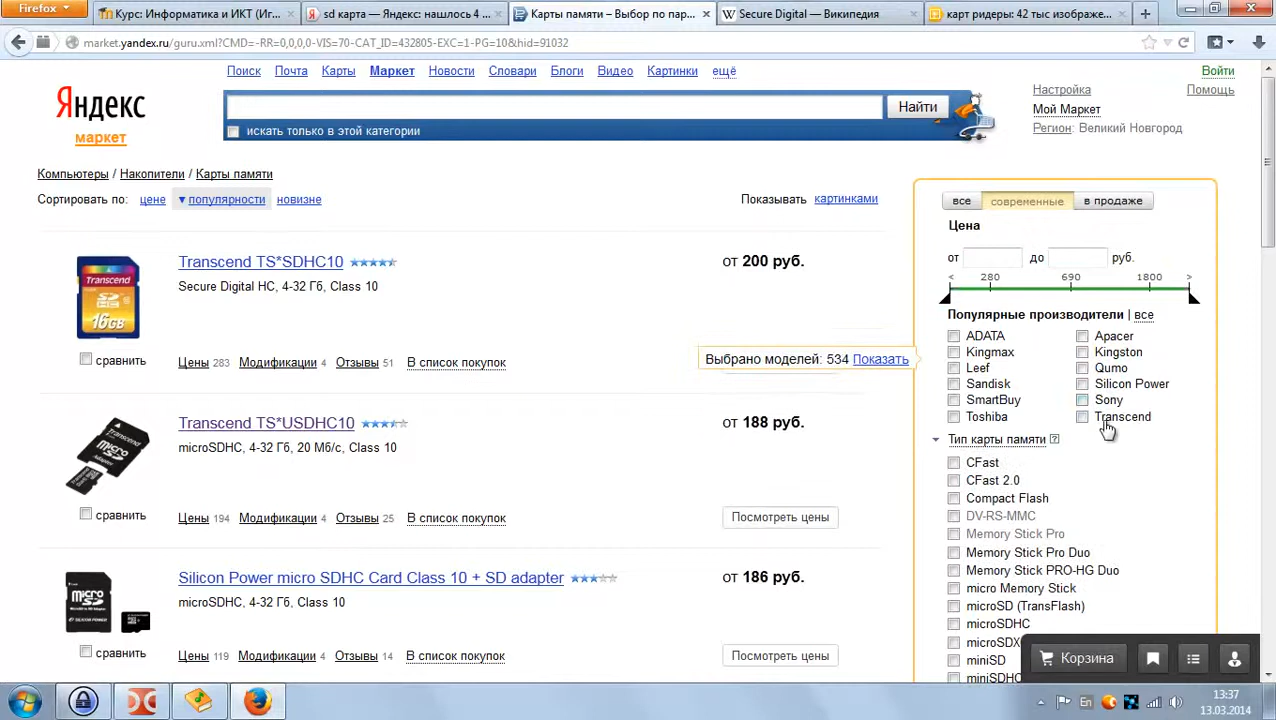 Firefox
Курс: Информатика и ИКТ (Иг...
sd карта — Яндекс: нашлось 4 ...
Карты памяти – Выбор по пар...
Secure Digital — Википедия
карт ридеры: 42 тыс изображе...
market.yandex.ru/guru.xml?CMD=-RR=0,0,0,0-VIS=70-CAT_ID=432805-EXC=1-PG=10&hid=91032
Поиск Почта Карты Маркет Новости Словари Блоги Видео Картинки ещё
Войти
Яндекс
маркет
Найти
искать только в этой категории
Настройка
Помощь
Мой Маркет
Регион: Великий Новгород
Компьютеры / Накопители / Карты памяти
Сортировать по: цене ▼ популярности новизне
Показывать картинками
Transcend TS*SDHC10
от 200 руб.
Secure Digital HC, 4-32 Гб, Class 10
Transcend
16GB
сравнить
Цены 283 Модификации 4 Отзывы 51 В список покупок
Выбрано моделей: 534 Показать
Transcend TS*USDHC10
от 188 руб.
microSDHC, 4-32 Гб, 20 Мб/с, Class 10
Transcend
сравнить
Цены 194 Модификации 4 Отзывы 25 В список покупок
Посмотреть цены
Silicon Power micro SDHC Card Class 10 + SD adapter
от 186 руб.
microSDHC, 4-32 Гб, Class 10
сравнить
Цены 119 Модификации 4 Отзывы 14 В список покупок
Посмотреть цены
все современные в продаже
Цена
от до руб.
< 280 690 1800 >
Популярные производители | все
ADATA Apacer
Kingmax Kingston
Leef Qumo
Sandisk Silicon Power
SmartBuy Sony
Toshiba Transcend
Тип карты памяти ?
CFast
CFast 2.0
Compact Flash
DV-RS-MMC
Memory Stick Pro
Memory Stick Pro Duo
Memory Stick PRO-HG Duo
micro Memory Stick
microSD (TransFlash)
microSDHC
microSDX
miniSD
miniSDHC
Корзина
En
13:37
13.03.2014